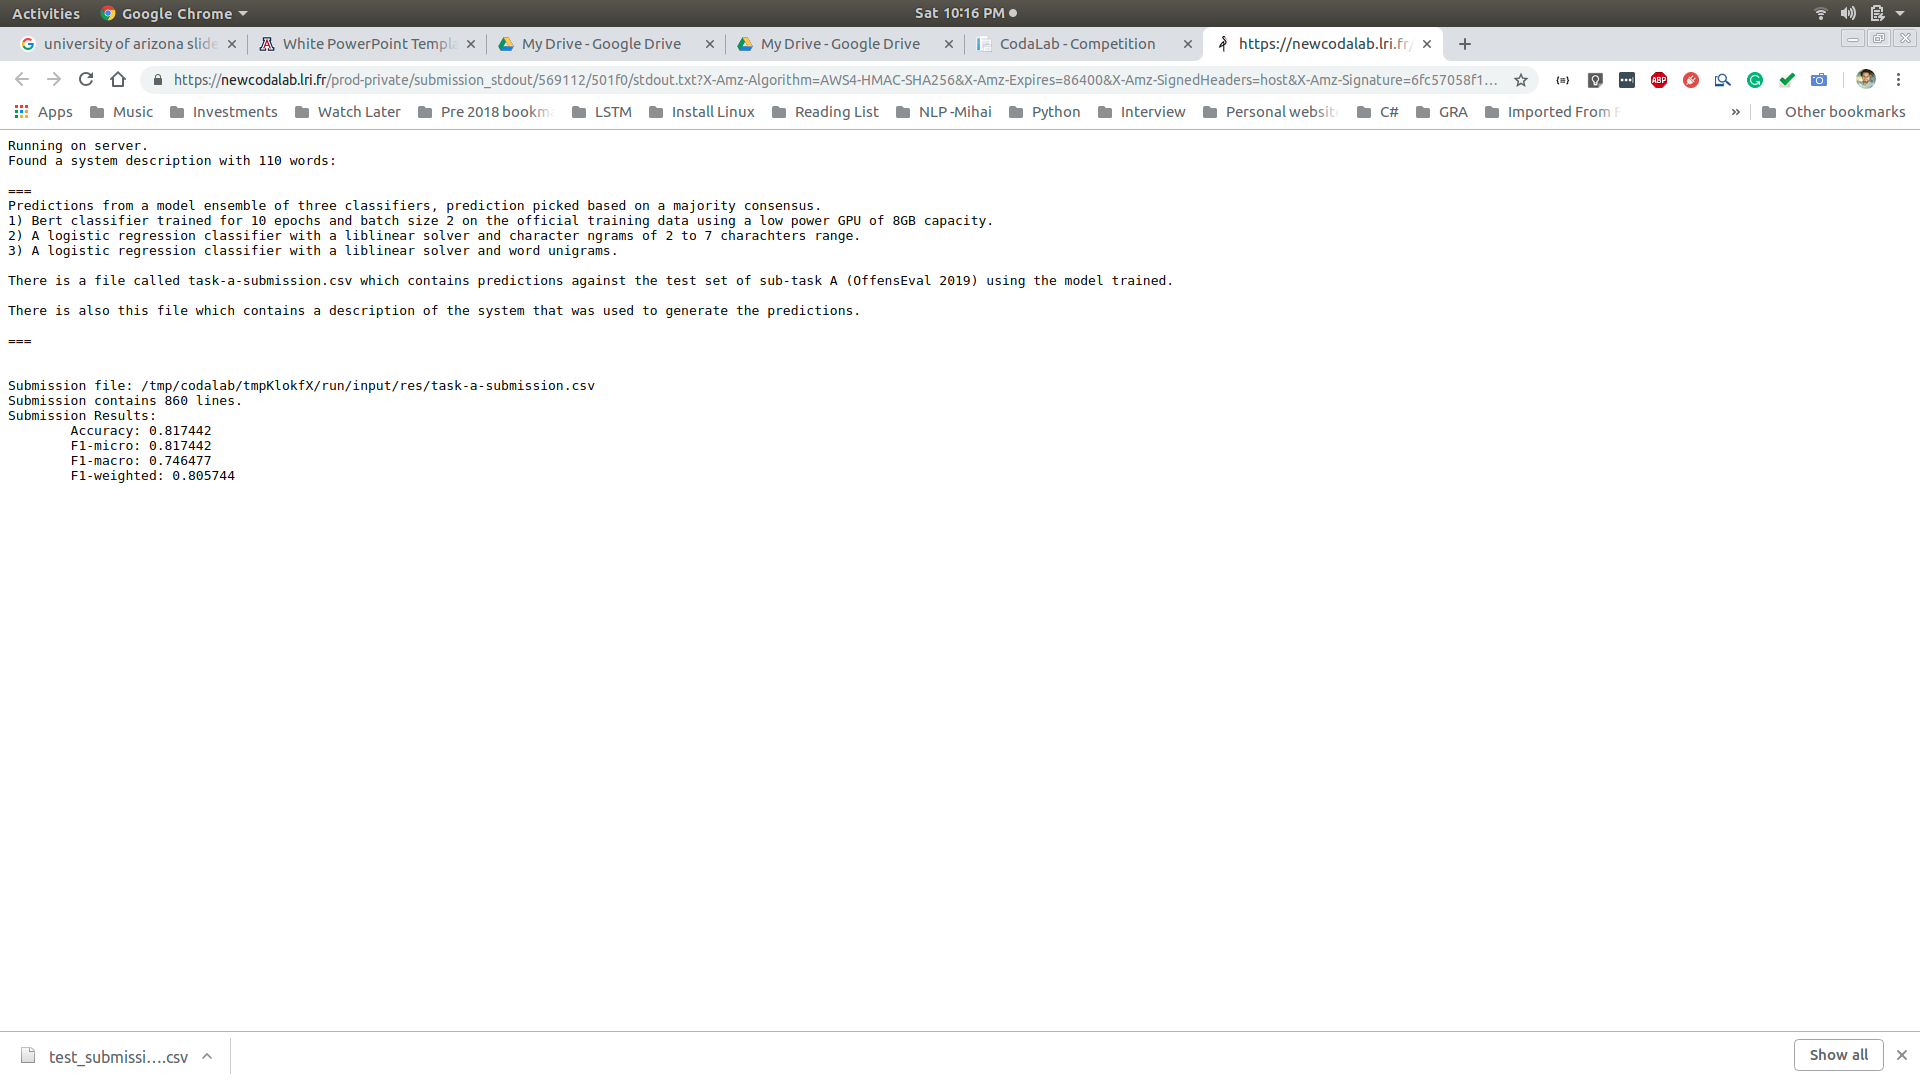 Activities Google Chrome Sat 10:16 PM
university of arizona slide White PowerPoint Templa My Drive - Google Drive My Drive - Google Drive CodaLab - Competition https://newcodalab.lri.fr/
https://newcodalab.lri.fr/prod-private/submission_stdout/569112/501f0/stdout.txt?X-Amz-Algorithm=AWS4-HMAC-SHA256&X-Amz-Expires=86400&X-Amz-SignedHeaders=host&X-Amz-Signature=6fc57058f1... ABP
Apps Music Investments Watch Later Pre 2018 bookma LSTM Install Linux Reading List NLP -Mihai Python Interview Personal website C# GRA Imported From F » Other bookmarks
Running on server.
Found a system description with 110 words:
===
Predictions from a model ensemble of three classifiers, prediction picked based on a majority consensus.
1) Bert classifier trained for 10 epochs and batch size 2 on the official training data using a low power GPU of 8GB capacity.
2) A logistic regression classifier with a liblinear solver and character ngrams of 2 to 7 charachters range.
3) A logistic regression classifier with a liblinear solver and word unigrams.
There is a file called task-a-submission.csv which contains predictions against the test set of sub-task A (OffensEval 2019) using the model trained.
There is also this file which contains a description of the system that was used to generate the predictions.
===
Submission file: /tmp/codalab/tmpKlokfX/run/input/res/task-a-submission.csv
Submission contains 860 lines.
Submission Results:
Accuracy: 0.817442
F1-micro: 0.817442
F1-macro: 0.746477
F1-weighted: 0.805744
test_submissi....csv Show all